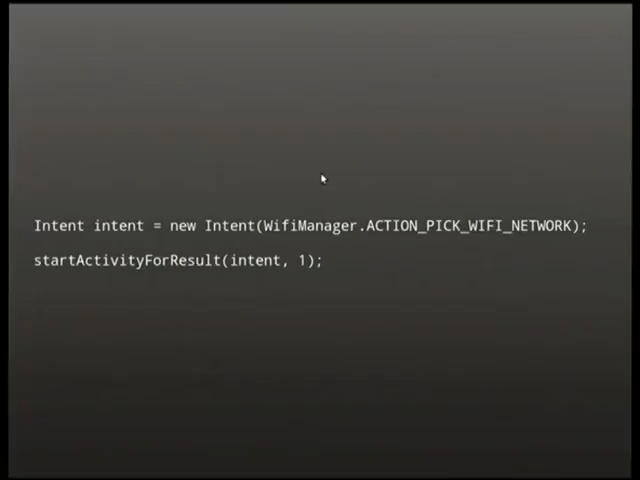 Intent intent = new Intent(WifiManager.ACTION_PICK_WIFI_NETWORK);
startActivityForResult(intent, 1);